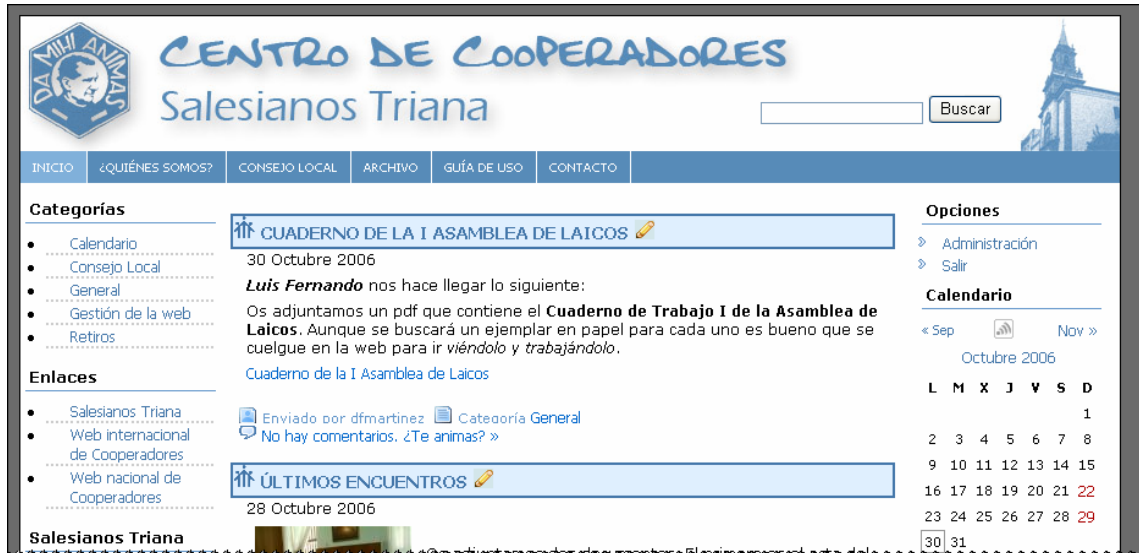 DA MIHI ANIMAS
CENTRO DE COOPERADORES
Salesianos Triana
Buscar
INICIO ¿QUIÉNES SOMOS? CONSEJO LOCAL ARCHIVO GUÍA DE USO CONTACTO
Categorías
Calendario
Consejo Local
General
Gestión de la web
Retiros
Enlaces
Salesianos Triana
Web internacional
de Cooperadores
Web nacional de
Cooperadores
Salesianos Triana
CUADERNO DE LA I ASAMBLEA DE LAICOS
30 Octubre 2006
Luis Fernando nos hace llegar lo siguiente:
Os adjuntamos un pdf que contiene el Cuaderno de Trabajo I de la Asamblea de
Laicos. Aunque se buscará un ejemplar en papel para cada uno es bueno que se
cuelgue en la web para ir viéndolo y trabajándolo.
Cuaderno de la I Asamblea de Laicos
Enviado por dfmartinez Categoría General
No hay comentarios. ¿Te animas? »
ÚLTIMOS ENCUENTROS
28 Octubre 2006
Opciones
» Administración
» Salir
Calendario
« Sep Nov »
Octubre 2006
L M X J V S D
1
2 3 4 5 6 7 8
9 10 11 12 13 14 15
16 17 18 19 20 21 22
23 24 25 26 27 28 29
30 31